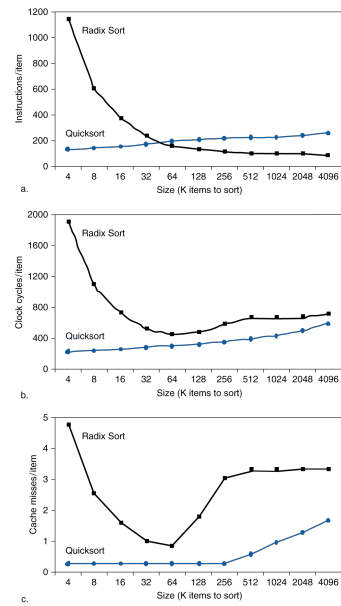 1200
1000
800
600
400
200
0
Instructions/item
Radix Sort
Quicksort
4 8 16 32 64 128 256 512 1024 2048 4096
a.
Size (K items to sort)
2000
1600
1200
800
400
0
Clock cycles/item
Radix Sort
Quicksort
4 8 16 32 64 128 256 512 1024 2048 4096
b.
Size (K items to sort)
5
4
3
2
1
0
Cache misses/item
Radix Sort
Quicksort
4 8 16 32 64 128 256 512 1024 2048 4096
c.
Size (K items to sort)